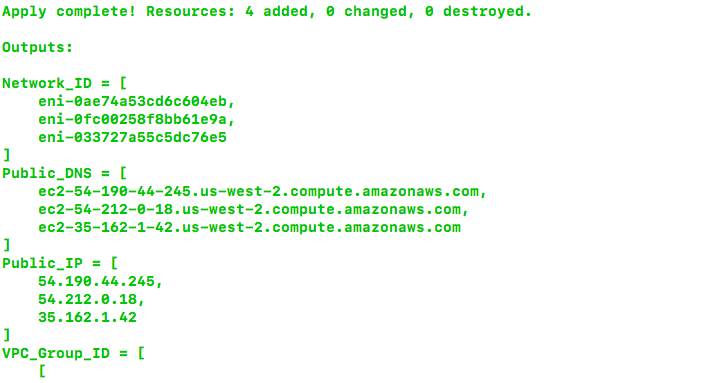 Apply complete! Resources: 4 added, 0 changed, 0 destroyed.
Outputs:
Network_ID = [
eni-0ae74a53cd6c604eb,
eni-0fc00258f8bb61e9a,
eni-033727a55c5dc76e5
]
Public_DNS = [
ec2-54-190-44-245.us-west-2.compute.amazonaws.com,
ec2-54-212-0-18.us-west-2.compute.amazonaws.com,
ec2-35-162-1-42.us-west-2.compute.amazonaws.com
]
Public_IP = [
54.190.44.245,
54.212.0.18,
35.162.1.42
]
VPC_Group_ID = [
[